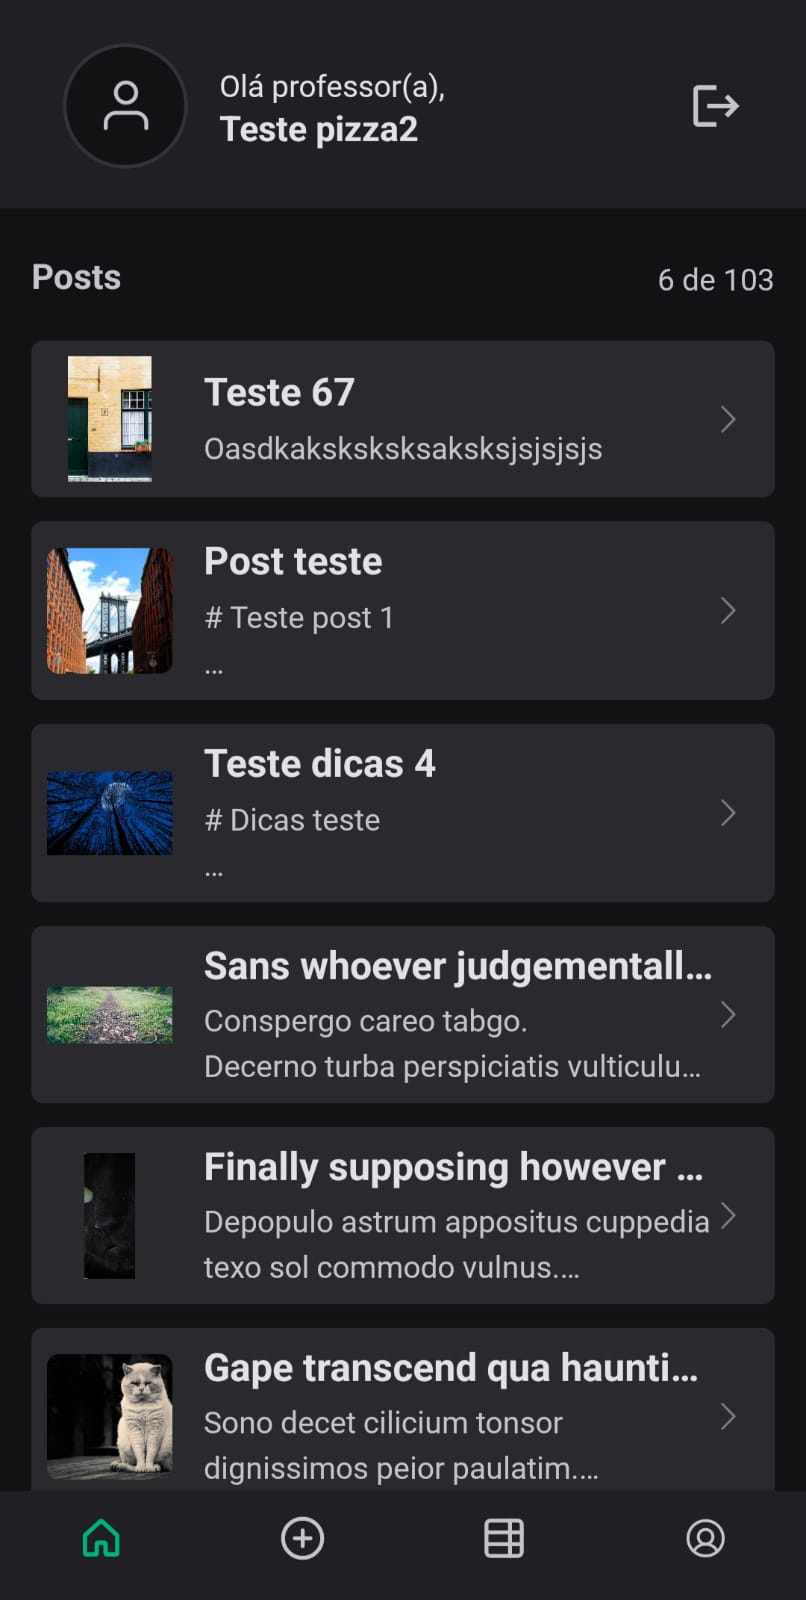 Olá professor(a),
Teste pizza2
Posts
6 de 103
Teste 67
Oasdkaksksksksaksksjsjsjsjs
Post teste
# Teste post 1
...
Teste dicas 4
# Dicas teste
...
Sans whoever judgementall...
Conspergo careo tabgo.
Decerno turba perspiciatis vulticulu...
Finally supposing however ...
Depopulo astrum appositus cuppedia
texo sol commodo vulnus....
Gape transcend qua haunti...
Sono decet cilicium tonsor
dignissimos peior paulatim....